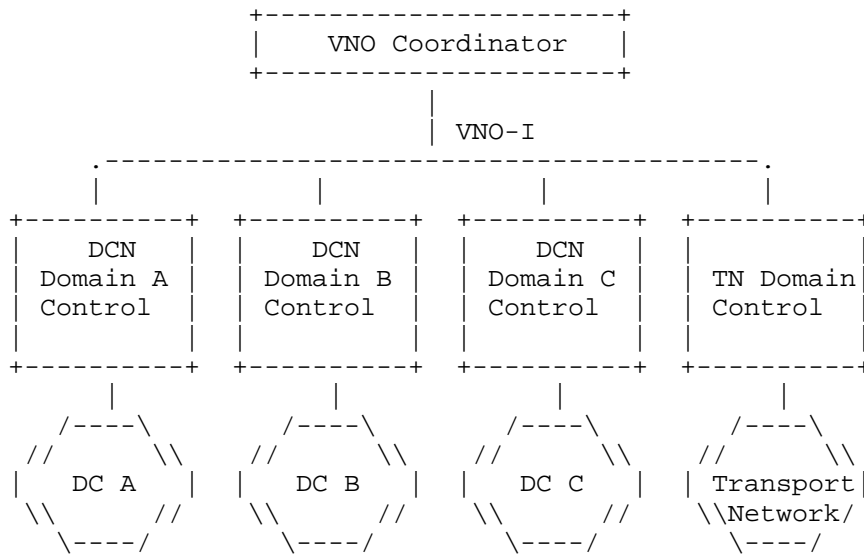 VNO Coordinator
VNO-I
DCN DCN DCN
Domain A Domain B Domain C TN Domain
Control Control Control Control
DC A DC B DC C Transport
Network